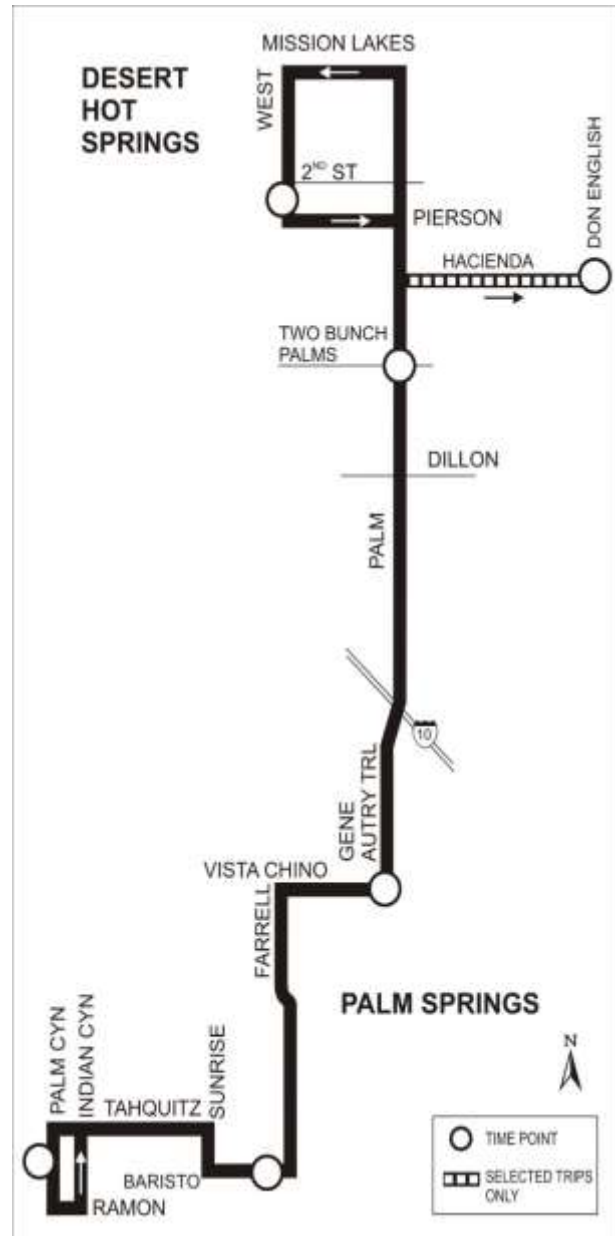 MISSION LAKES
DESERT
HOT
SPRINGS
WEST
2ND ST
DON ENGLISH
PIERSON
HACIENDA
TWO BUNCH
PALMS
DILLON
PALM
10
GENE
AUTRY TRL
VISTA CHINO
FARRELL
PALM SPRINGS
PALM CYN
INDIAN CYN
SUNRISE
TAHQUITZ
BARISTO
RAMON
N
TIME POINT
SELECTED TRIPS
ONLY